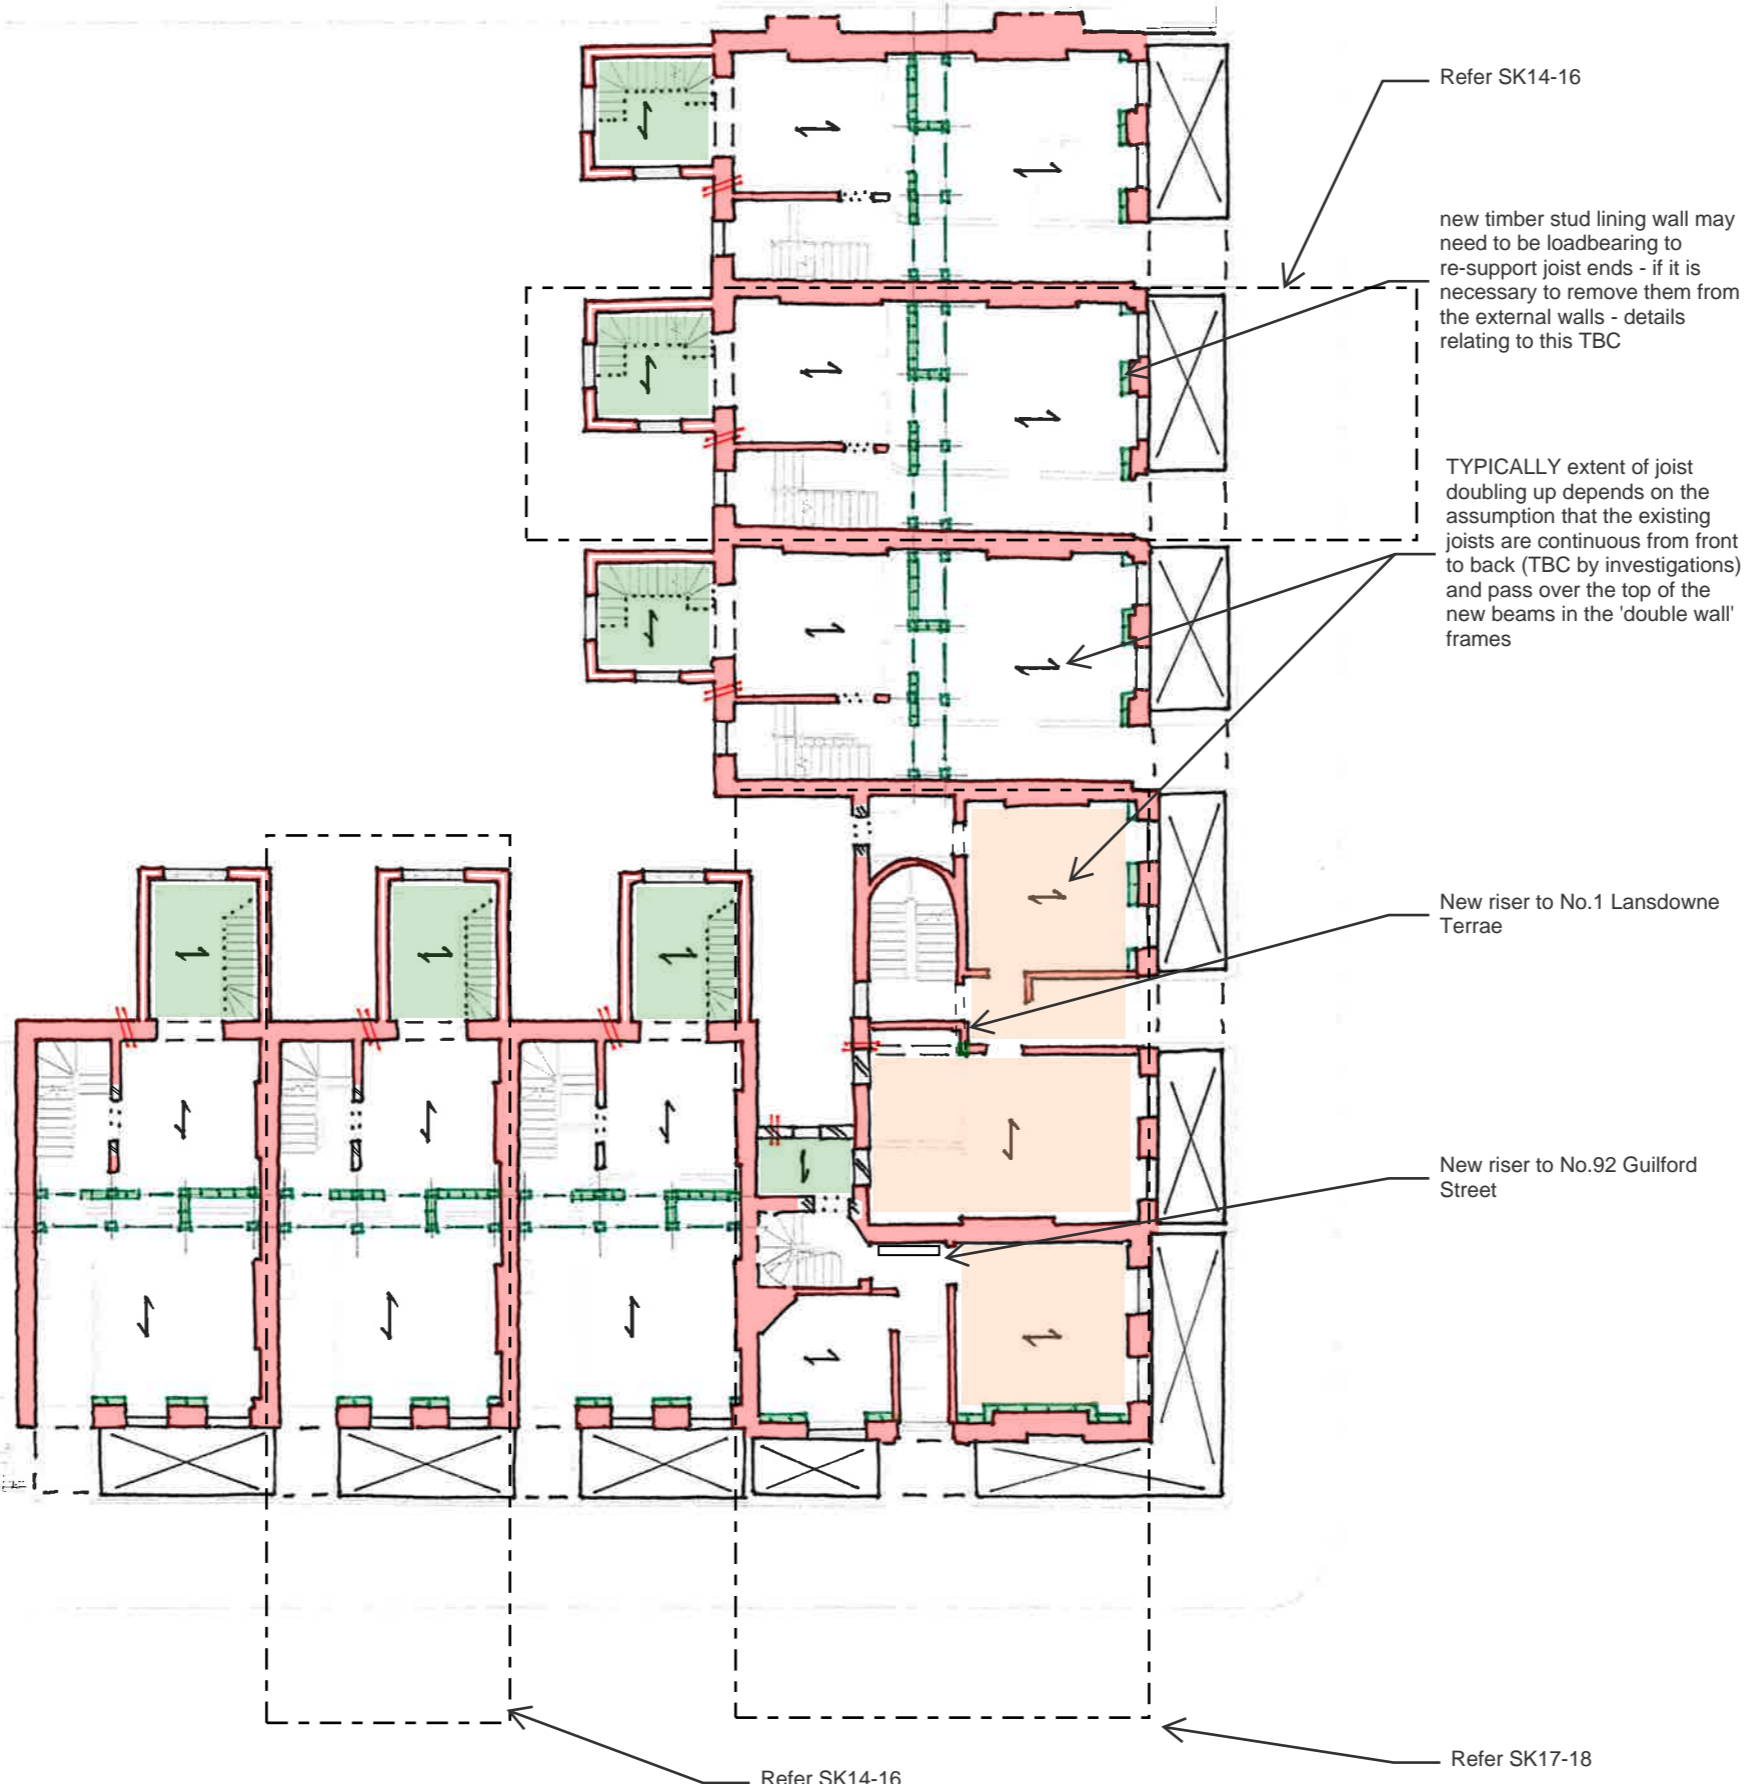 Refer SK14-16
new timber stud lining wall may
need to be loadbearing to
re-support joist ends - if it is
necessary to remove them from
the external walls - details
relating to this TBC
TYPICALLY extent of joist
doubling up depends on the
assumption that the existing
joists are continuous from front
to back (TBC by investigations)
and pass over the top of the
new beams in the 'double wall'
frames
New riser to No.1 Lansdowne
Terrae
New riser to No.92 Guilford
Street
Refer SK17-18
Refer SK14-16